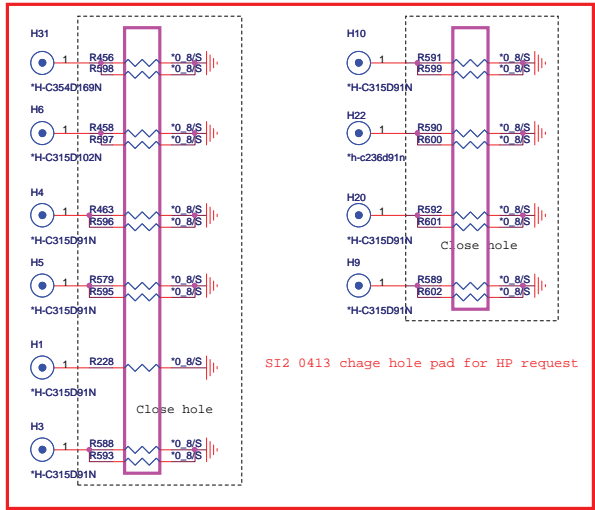 H31
1 R456 *0_8/S
R598 *0_8/S
*H-C354D169N
H6
1 R458 *0_8/S
R597 *0_8/S
*H-C315D102N
H4
1 R463 *0_8/S
R596 *0_8/S
*H-C315D91N
H5
1 R579 *0_8/S
R595 *0_8/S
*H-C315D91N
H1
1 R228 *0_8/S
*H-C315D91N
Close hole
H3
1 R588 *0_8/S
R593 *0_8/S
*H-C315D91N
H10
1 R591 *0_8/S
R599 *0_8/S
*H-C315D91N
H22
1 R590 *0_8/S
R600 *0_8/S
*h-c236d91n
H20
1 R592 *0_8/S
R601 *0_8/S
*H-C315D91N
Close hole
H9
1 R589 *0_8/S
R602 *0_8/S
*H-C315D91N
SI2 0413 chage hole pad for HP request